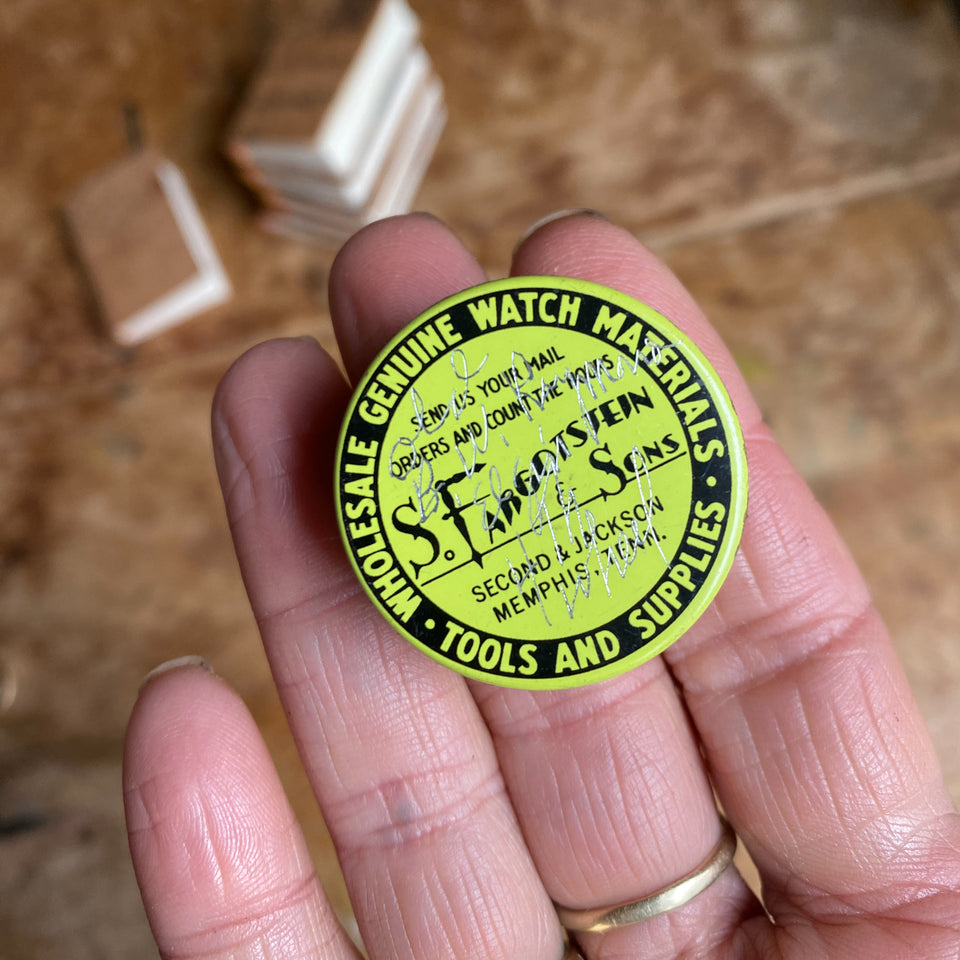 WHOLESALE GENUINE WATCH MATERIALS
SEND US YOUR MAIL
ORDERS AND COUNT THE HOURS
S. FARGOTSTEIN
&
SONS
SECOND & JACKSON
MEMPHIS, TENN.
• TOOLS AND SUPPLIES •